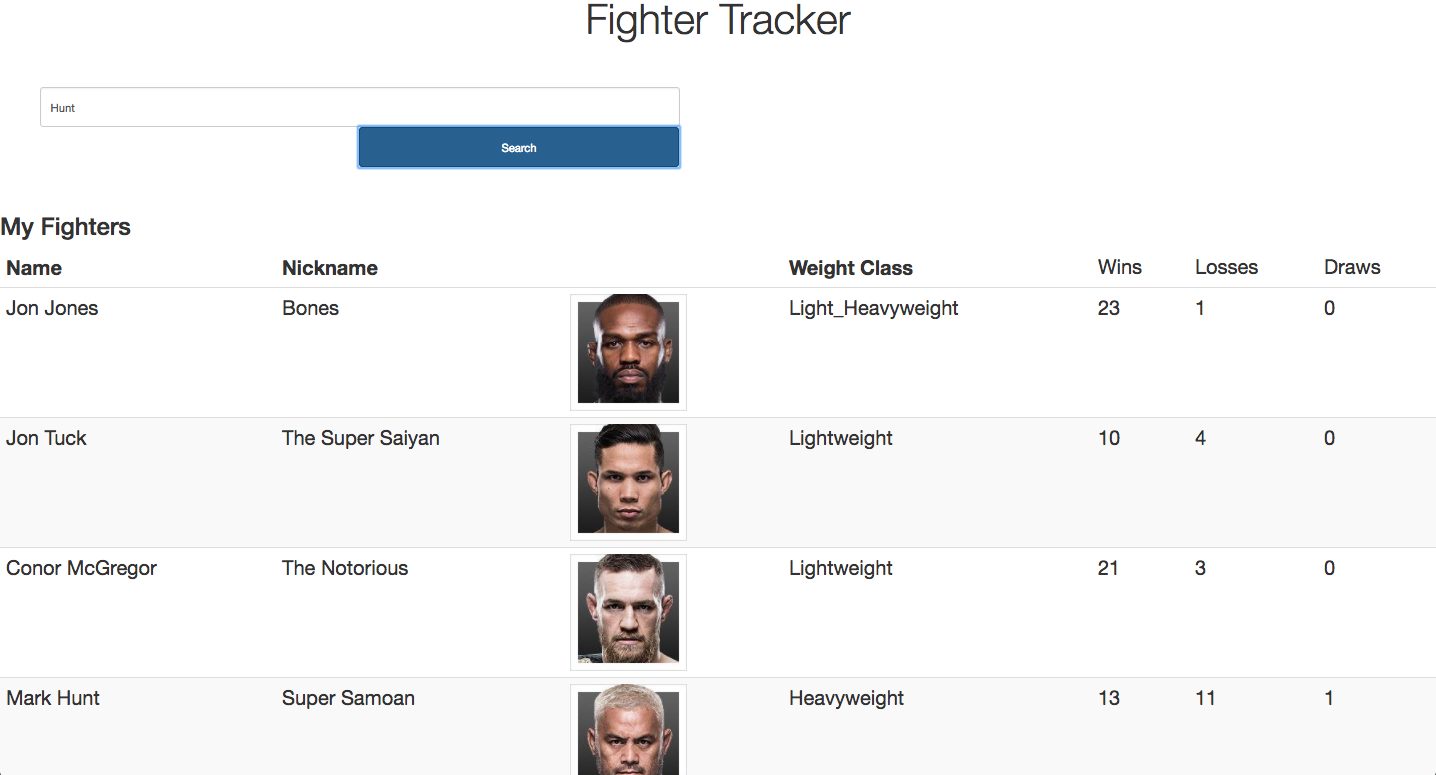 Fighter Tracker
Hunt
Search
My Fighters
Name Nickname Weight Class Wins Losses Draws
Jon Jones Bones Light_Heavyweight 23 1 0
Jon Tuck The Super Saiyan Lightweight 10 4 0
Conor McGregor The Notorious Lightweight 21 3 0
Mark Hunt Super Samoan Heavyweight 13 11 1